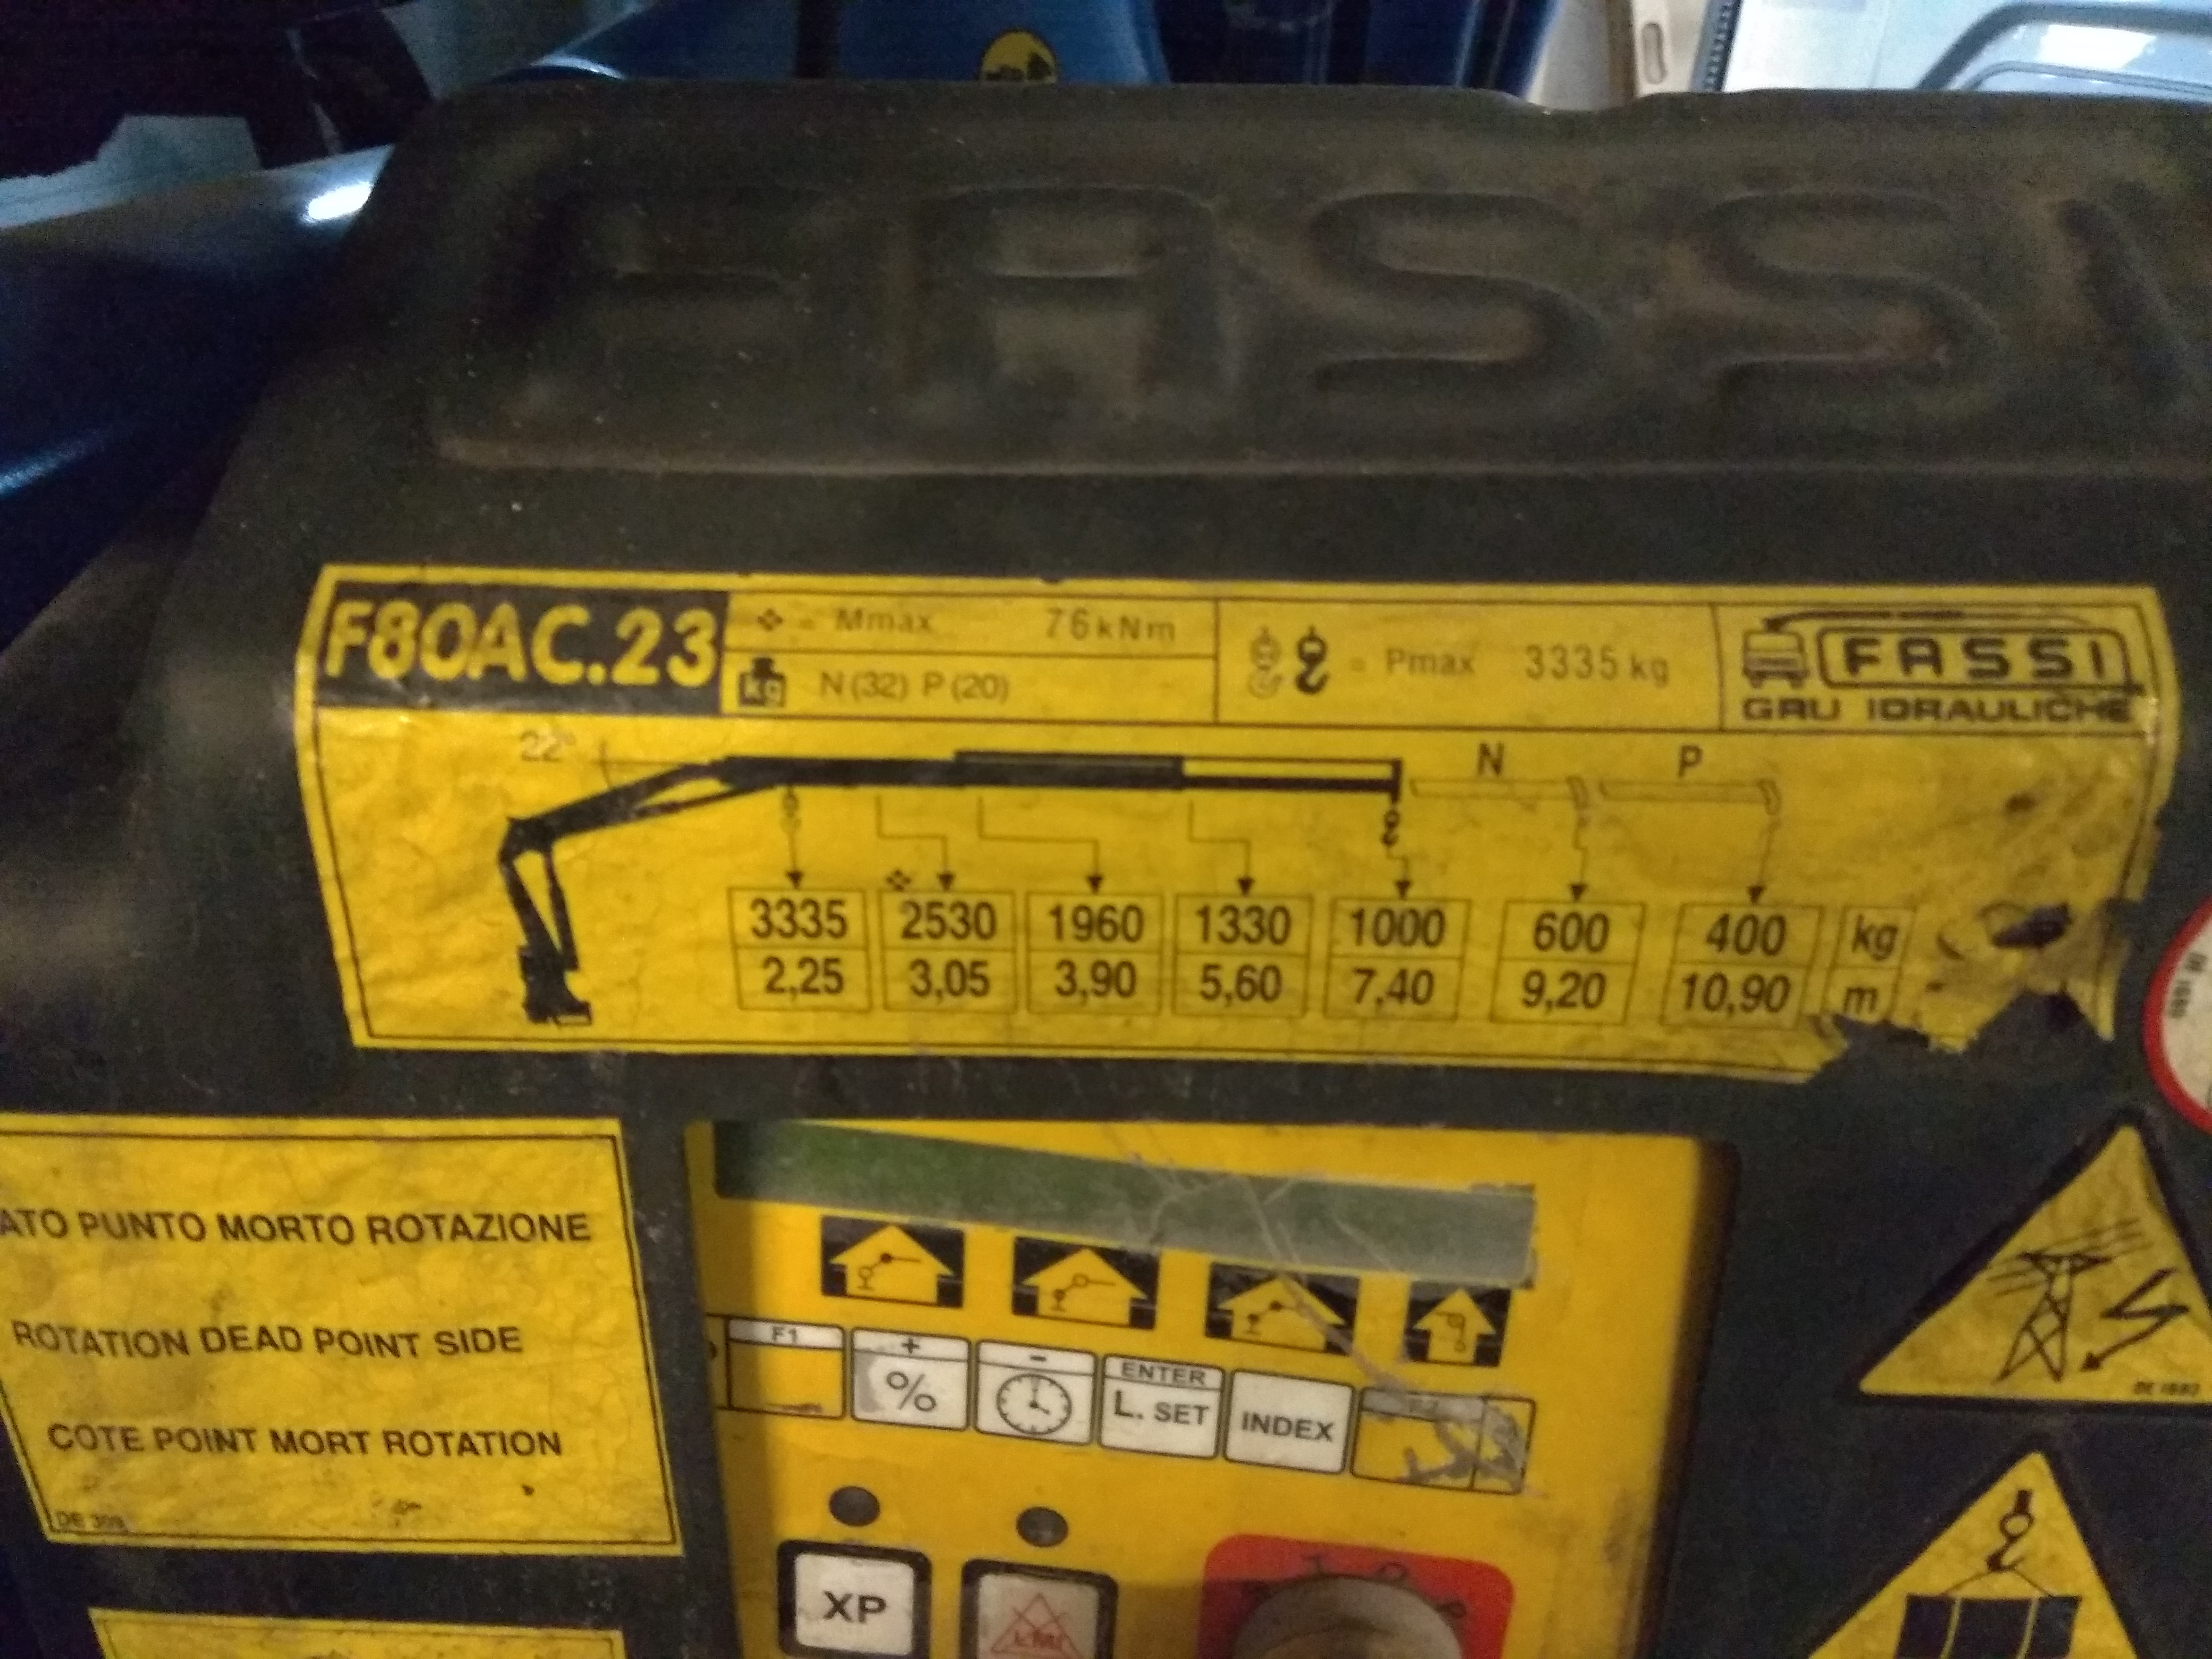 FASSI
F80AC.23
= Mmax 76kNm
kg N (32) P (20)
= Pmax 3335 kg
FASSI
GRU IDRAULICHE
22°
N P
3335 2530 1960 1330 1000 600 400 kg
2,25 3,05 3,90 5,60 7,40 9,20 10,90 m
ATO PUNTO MORTO ROTAZIONE
ROTATION DEAD POINT SIDE
COTE POINT MORT ROTATION
F1
+
%
-
ENTER
L. SET
INDEX
XP
LMI